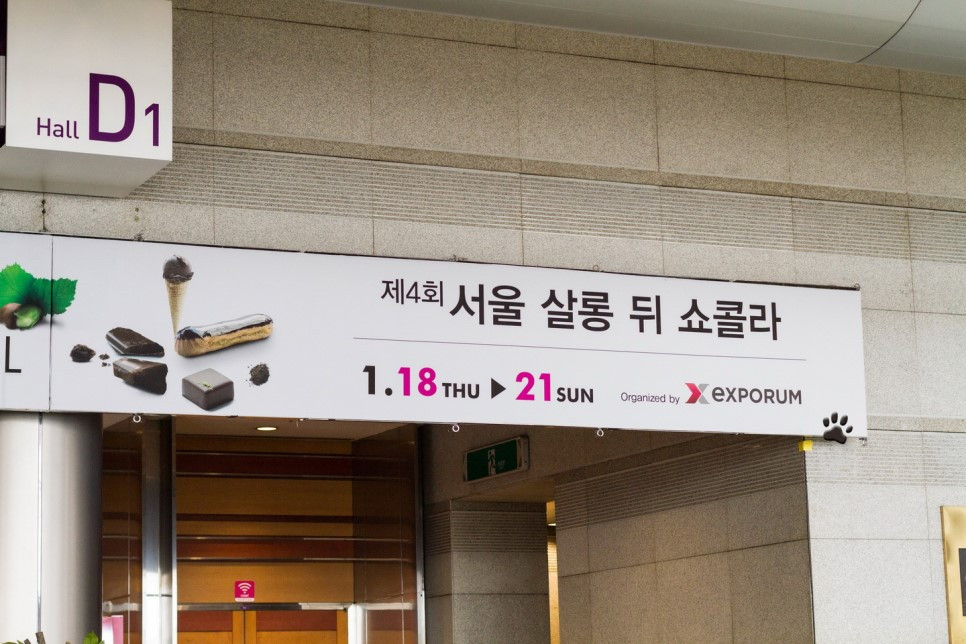 Hall D1
제4회 서울 살롱 뒤 쇼콜라
1.18 THU ▶ 21 SUN
Organized by EXPORUM
L